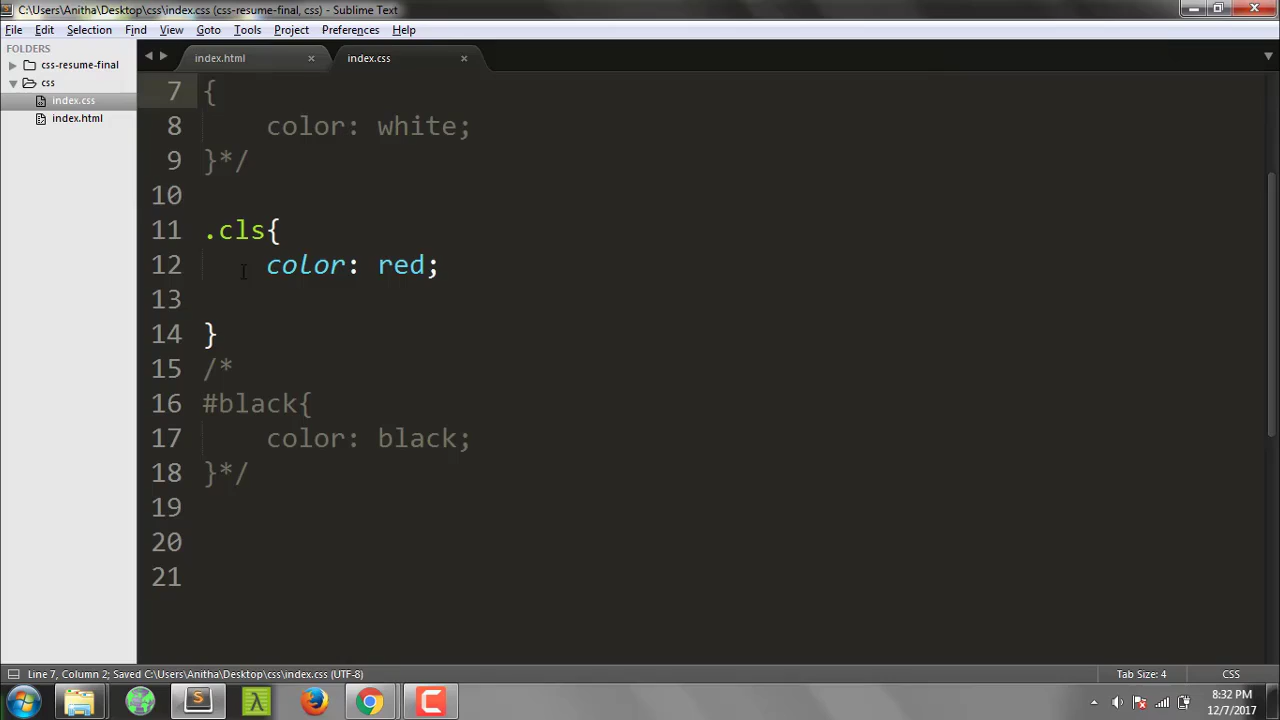 C:\Users\Anitha\Desktop\css\index.css (css-resume-final, css) - Sublime Text
File Edit Selection Find View Goto Tools Project Preferences Help
FOLDERS
css-resume-final
css
index.css
index.html
index.html × index.css ×
7 {
8 color: white;
9 }*/
10
11 .cls{
12 color: red;
13
14 }
15 /*
16 #black{
17 color: black;
18 }*/
19
20
21
Line 7, Column 2; Saved C:\Users\Anitha\Desktop\css\index.css (UTF-8) Tab Size: 4 CSS
8:32 PM
12/7/2017